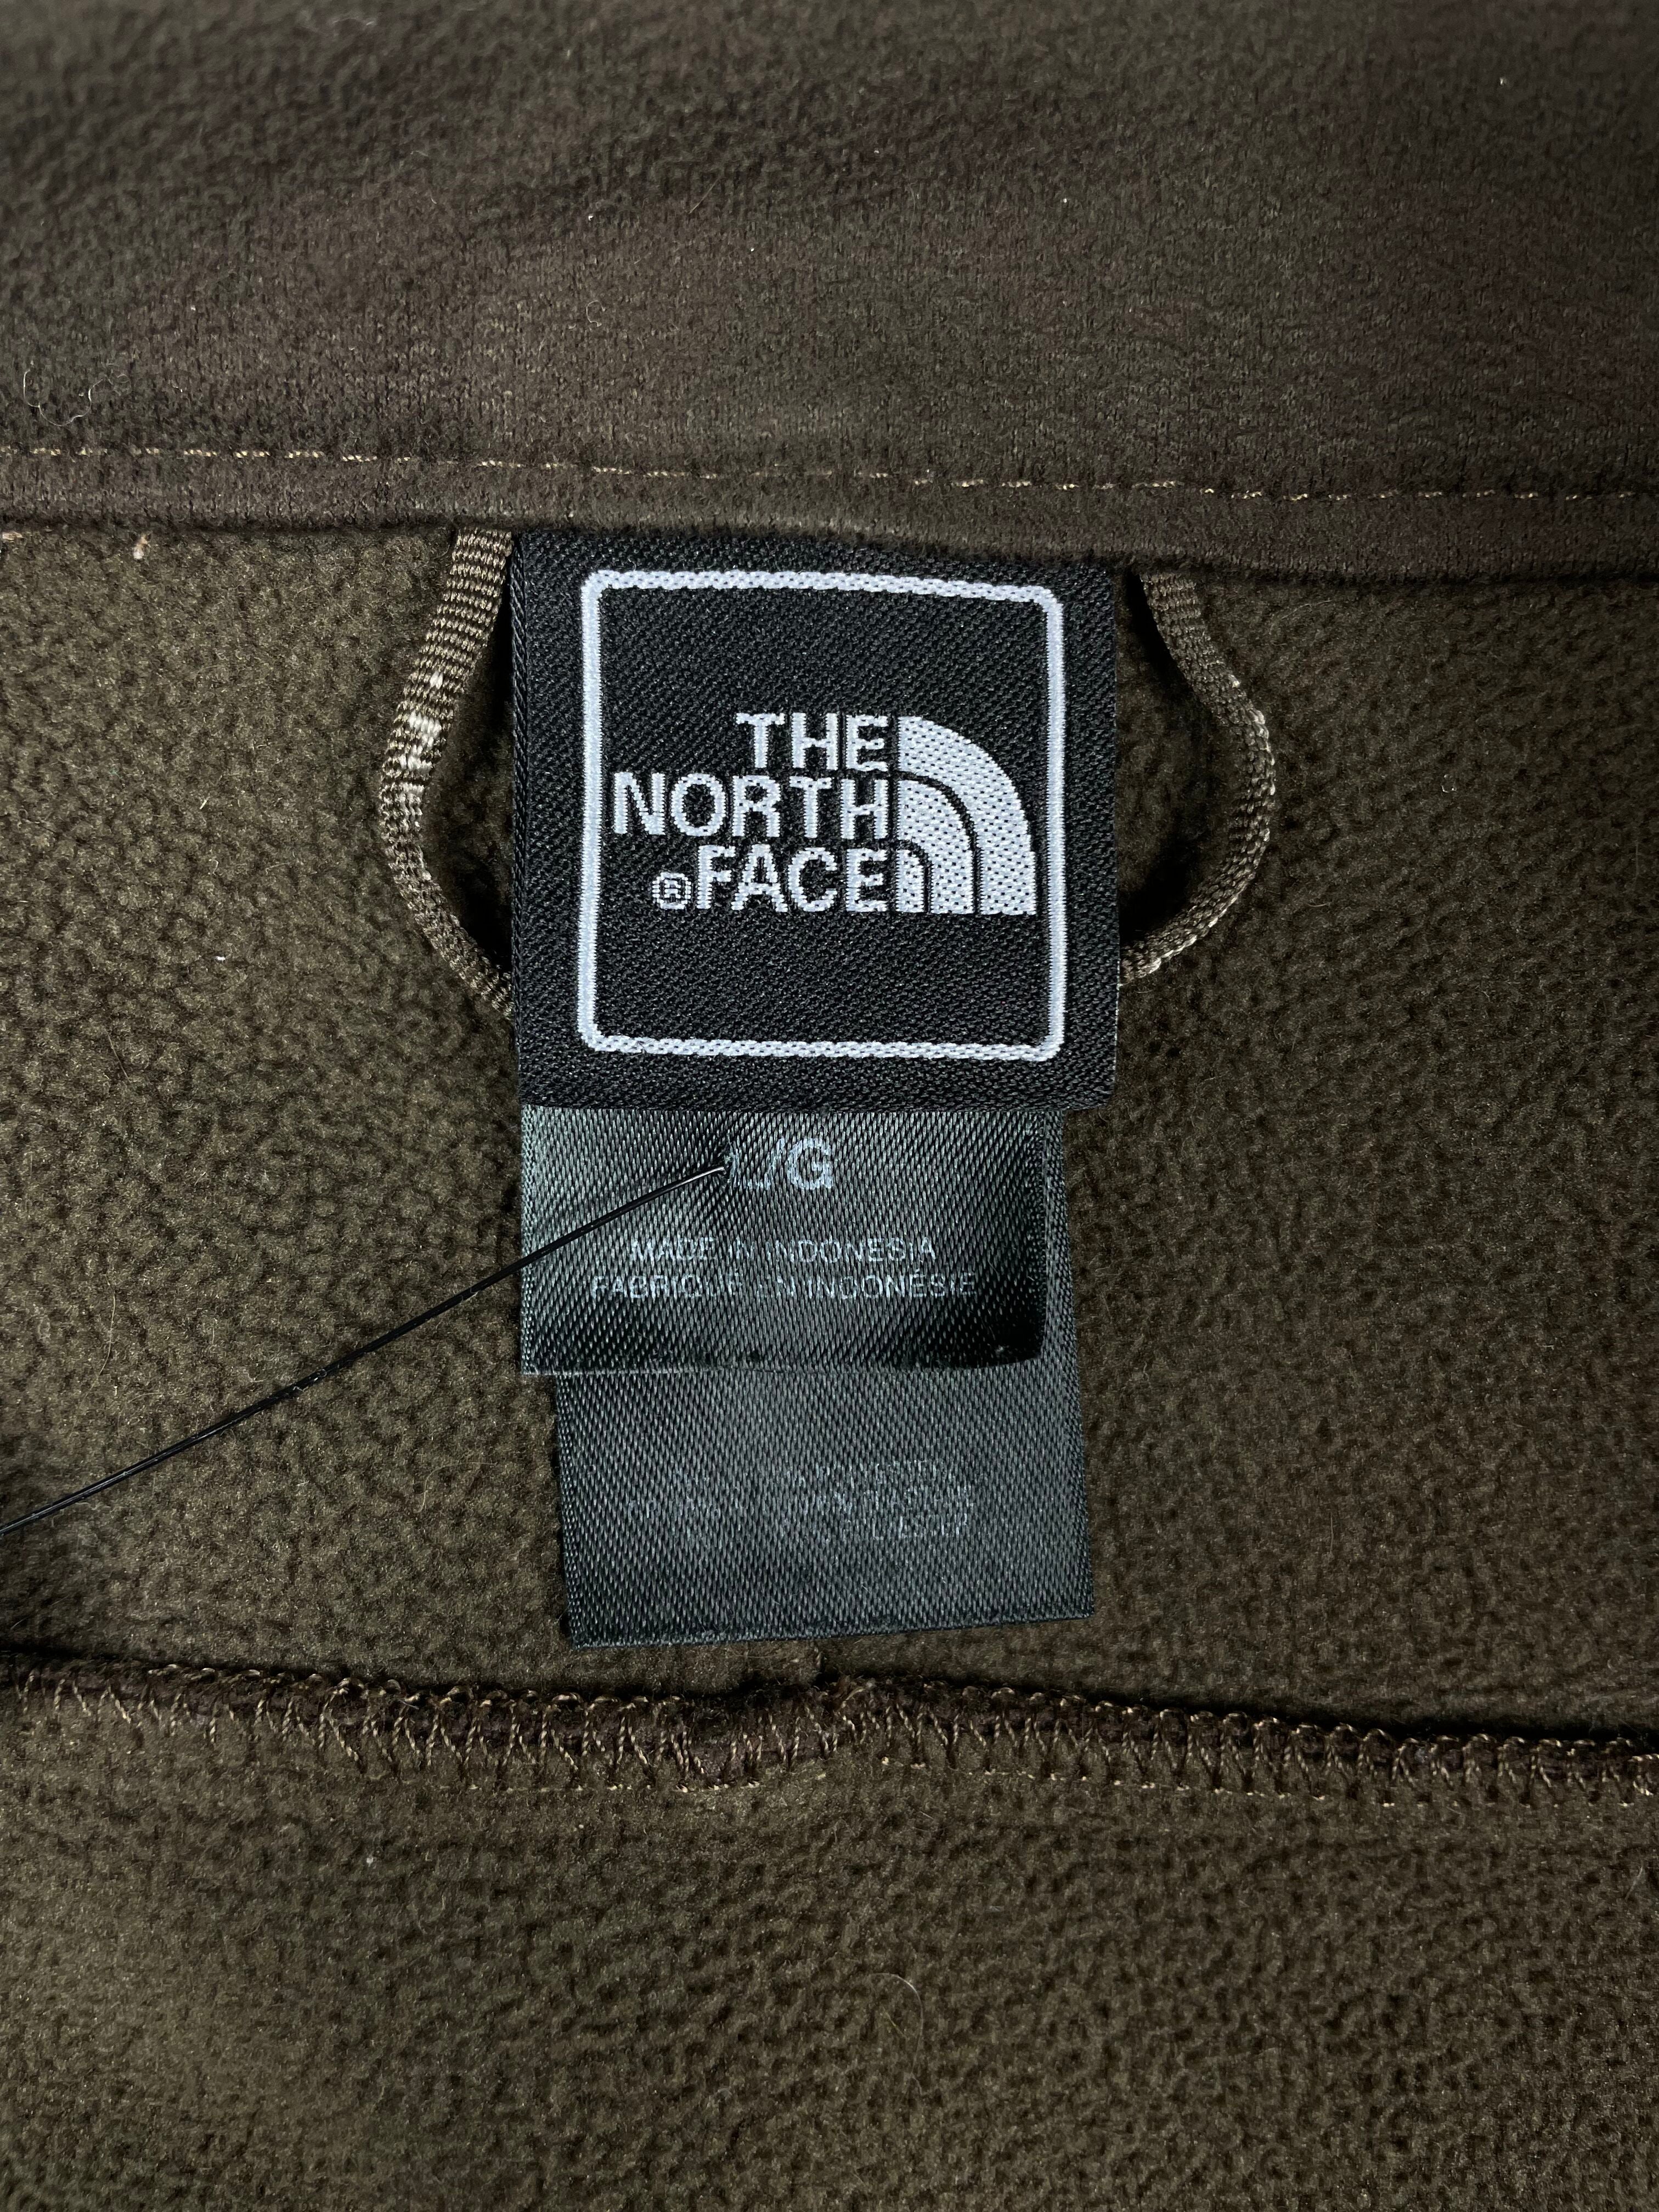 THE
NORTH
®FACE
L/G
MADE IN INDONESIA
FABRIQUÉ EN INDONÉSIE